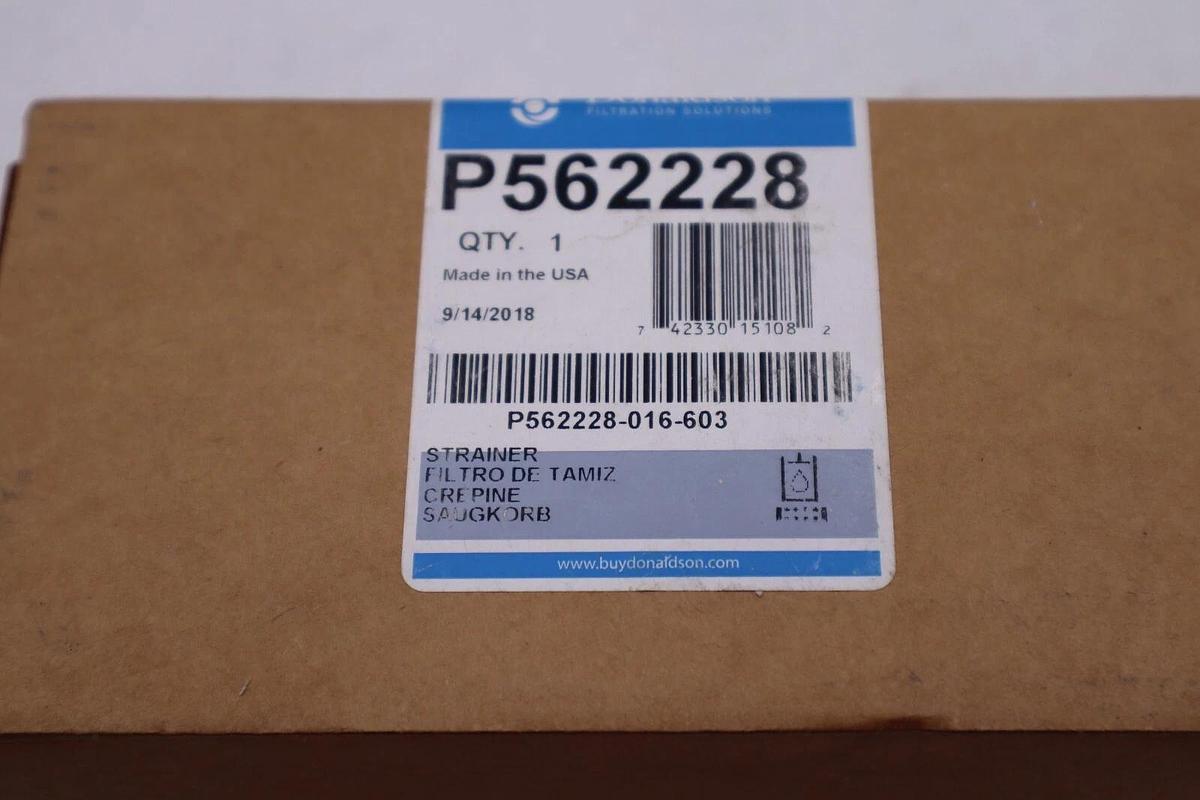 Donaldson
FILTRATION SOLUTIONS
P562228
QTY. 1
Made in the USA
9/14/2018
7 42330 15108 2
P562228-016-603
STRAINER
FILTRO DE TAMIZ
CREPINE
SAUGKORB
www.buydonaldson.com